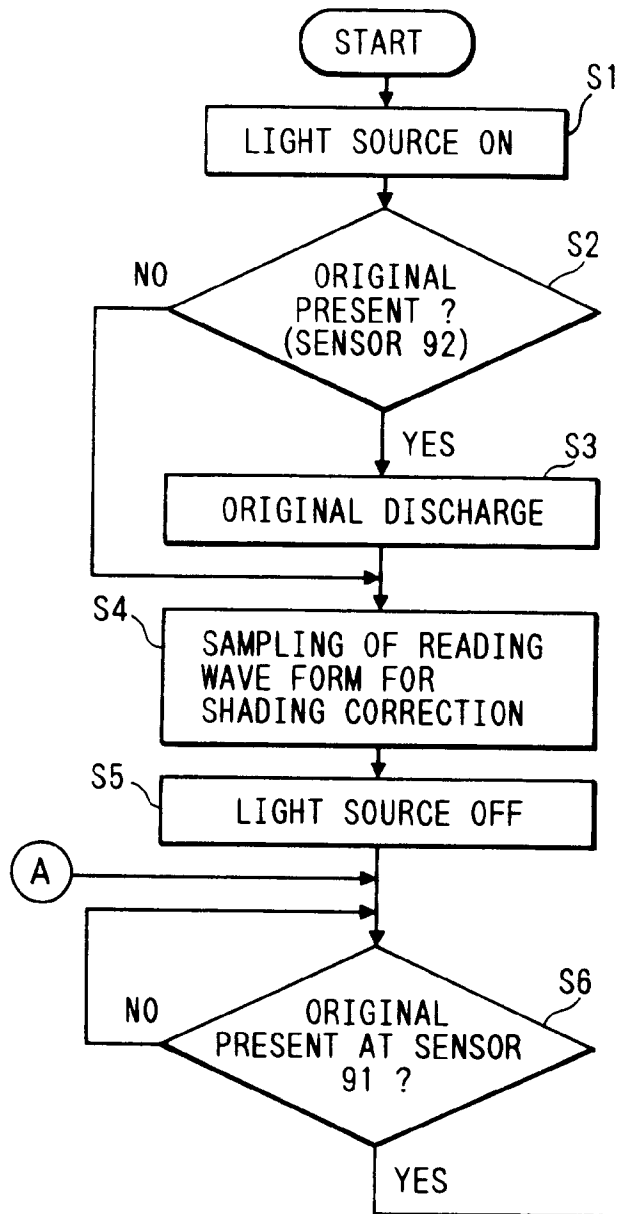 START
S1
LIGHT SOURCE ON
S2
NO
ORIGINAL
PRESENT ?
(SENSOR 92)
YES
S3
ORIGINAL DISCHARGE
S4
SAMPLING OF READING
WAVE FORM FOR
SHADING CORRECTION
S5
LIGHT SOURCE OFF
A
S6
NO
ORIGINAL
PRESENT AT SENSOR
91 ?
YES